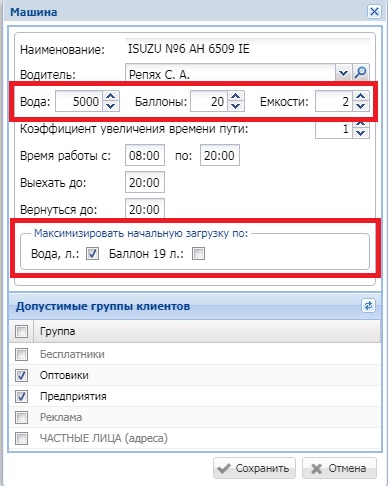 Машина
Наименование: ISUZU №6 АН 6509 ІЕ
Водитель: Репях С. А.
Вода: 5000 Баллоны: 20 Емкости: 2
Коэффициент увеличения времени пути: 1
Время работы с: 08:00 по: 20:00
Выехать до: 20:00
Вернуться до: 20:00
Максимизировать начальную загрузку по:
Вода, л.: Баллон 19 л.:
Допустимые группы клиентов
Группа
Бесплатники
Оптовики
Предприятия
Реклама
ЧАСТНЫЕ ЛИЦА (адреса)
Сохранить Отмена